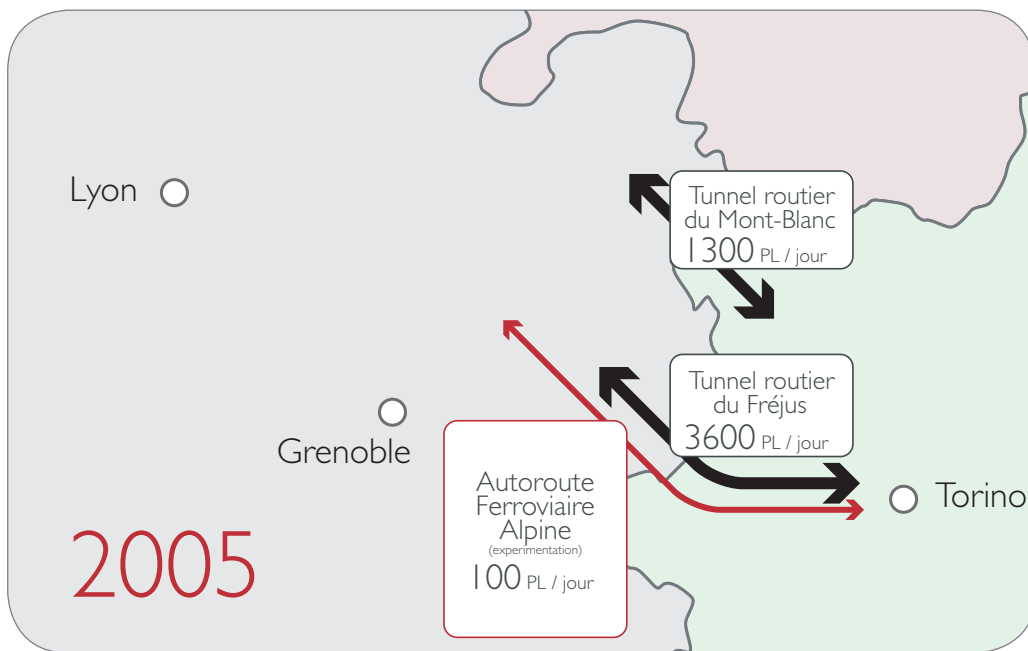 Lyon
Tunnel routier
du Mont-Blanc
1300 PL / jour
Tunnel routier
du Fréjus
3600 PL / jour
Grenoble
Autoroute
Ferroviaire
Alpine
(experimentation)
100 PL / jour
Torino
2005